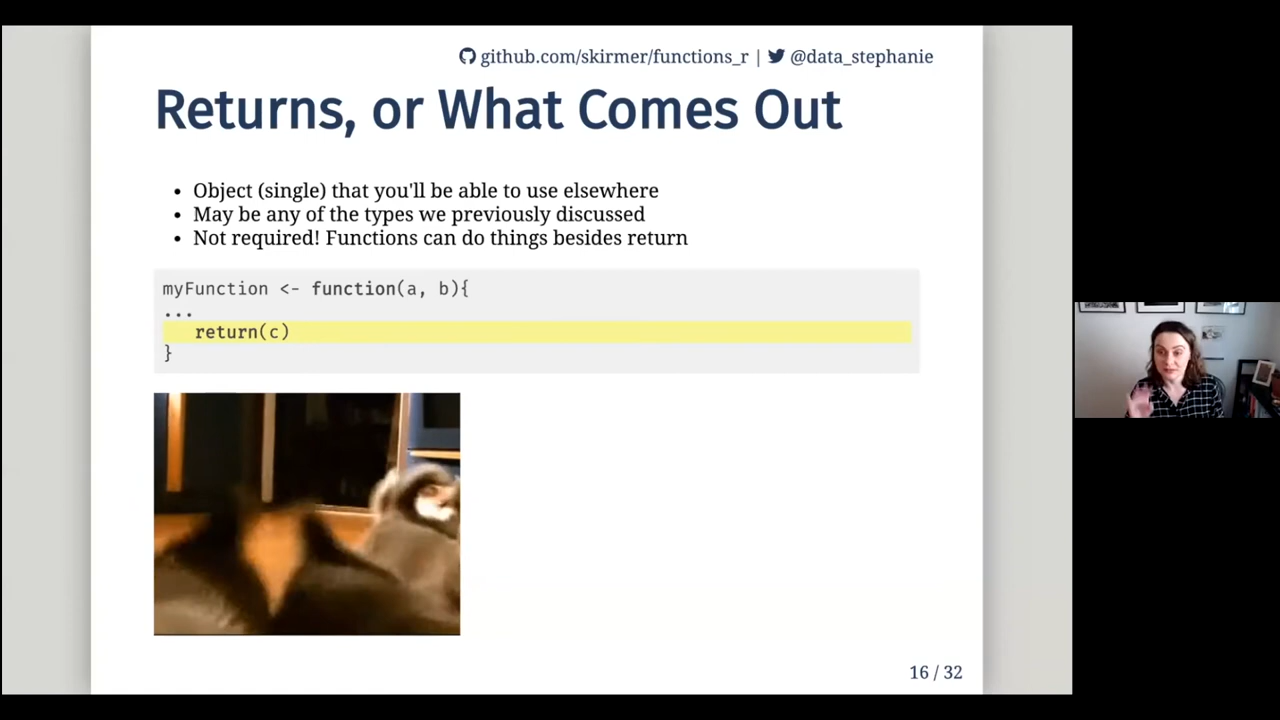 github.com/skirmer/functions_r | @data_stephanie
Returns, or What Comes Out
• Object (single) that you'll be able to use elsewhere
• May be any of the types we previously discussed
• Not required! Functions can do things besides return
myFunction <- function(a, b){
...
return(c)
}
16 / 32